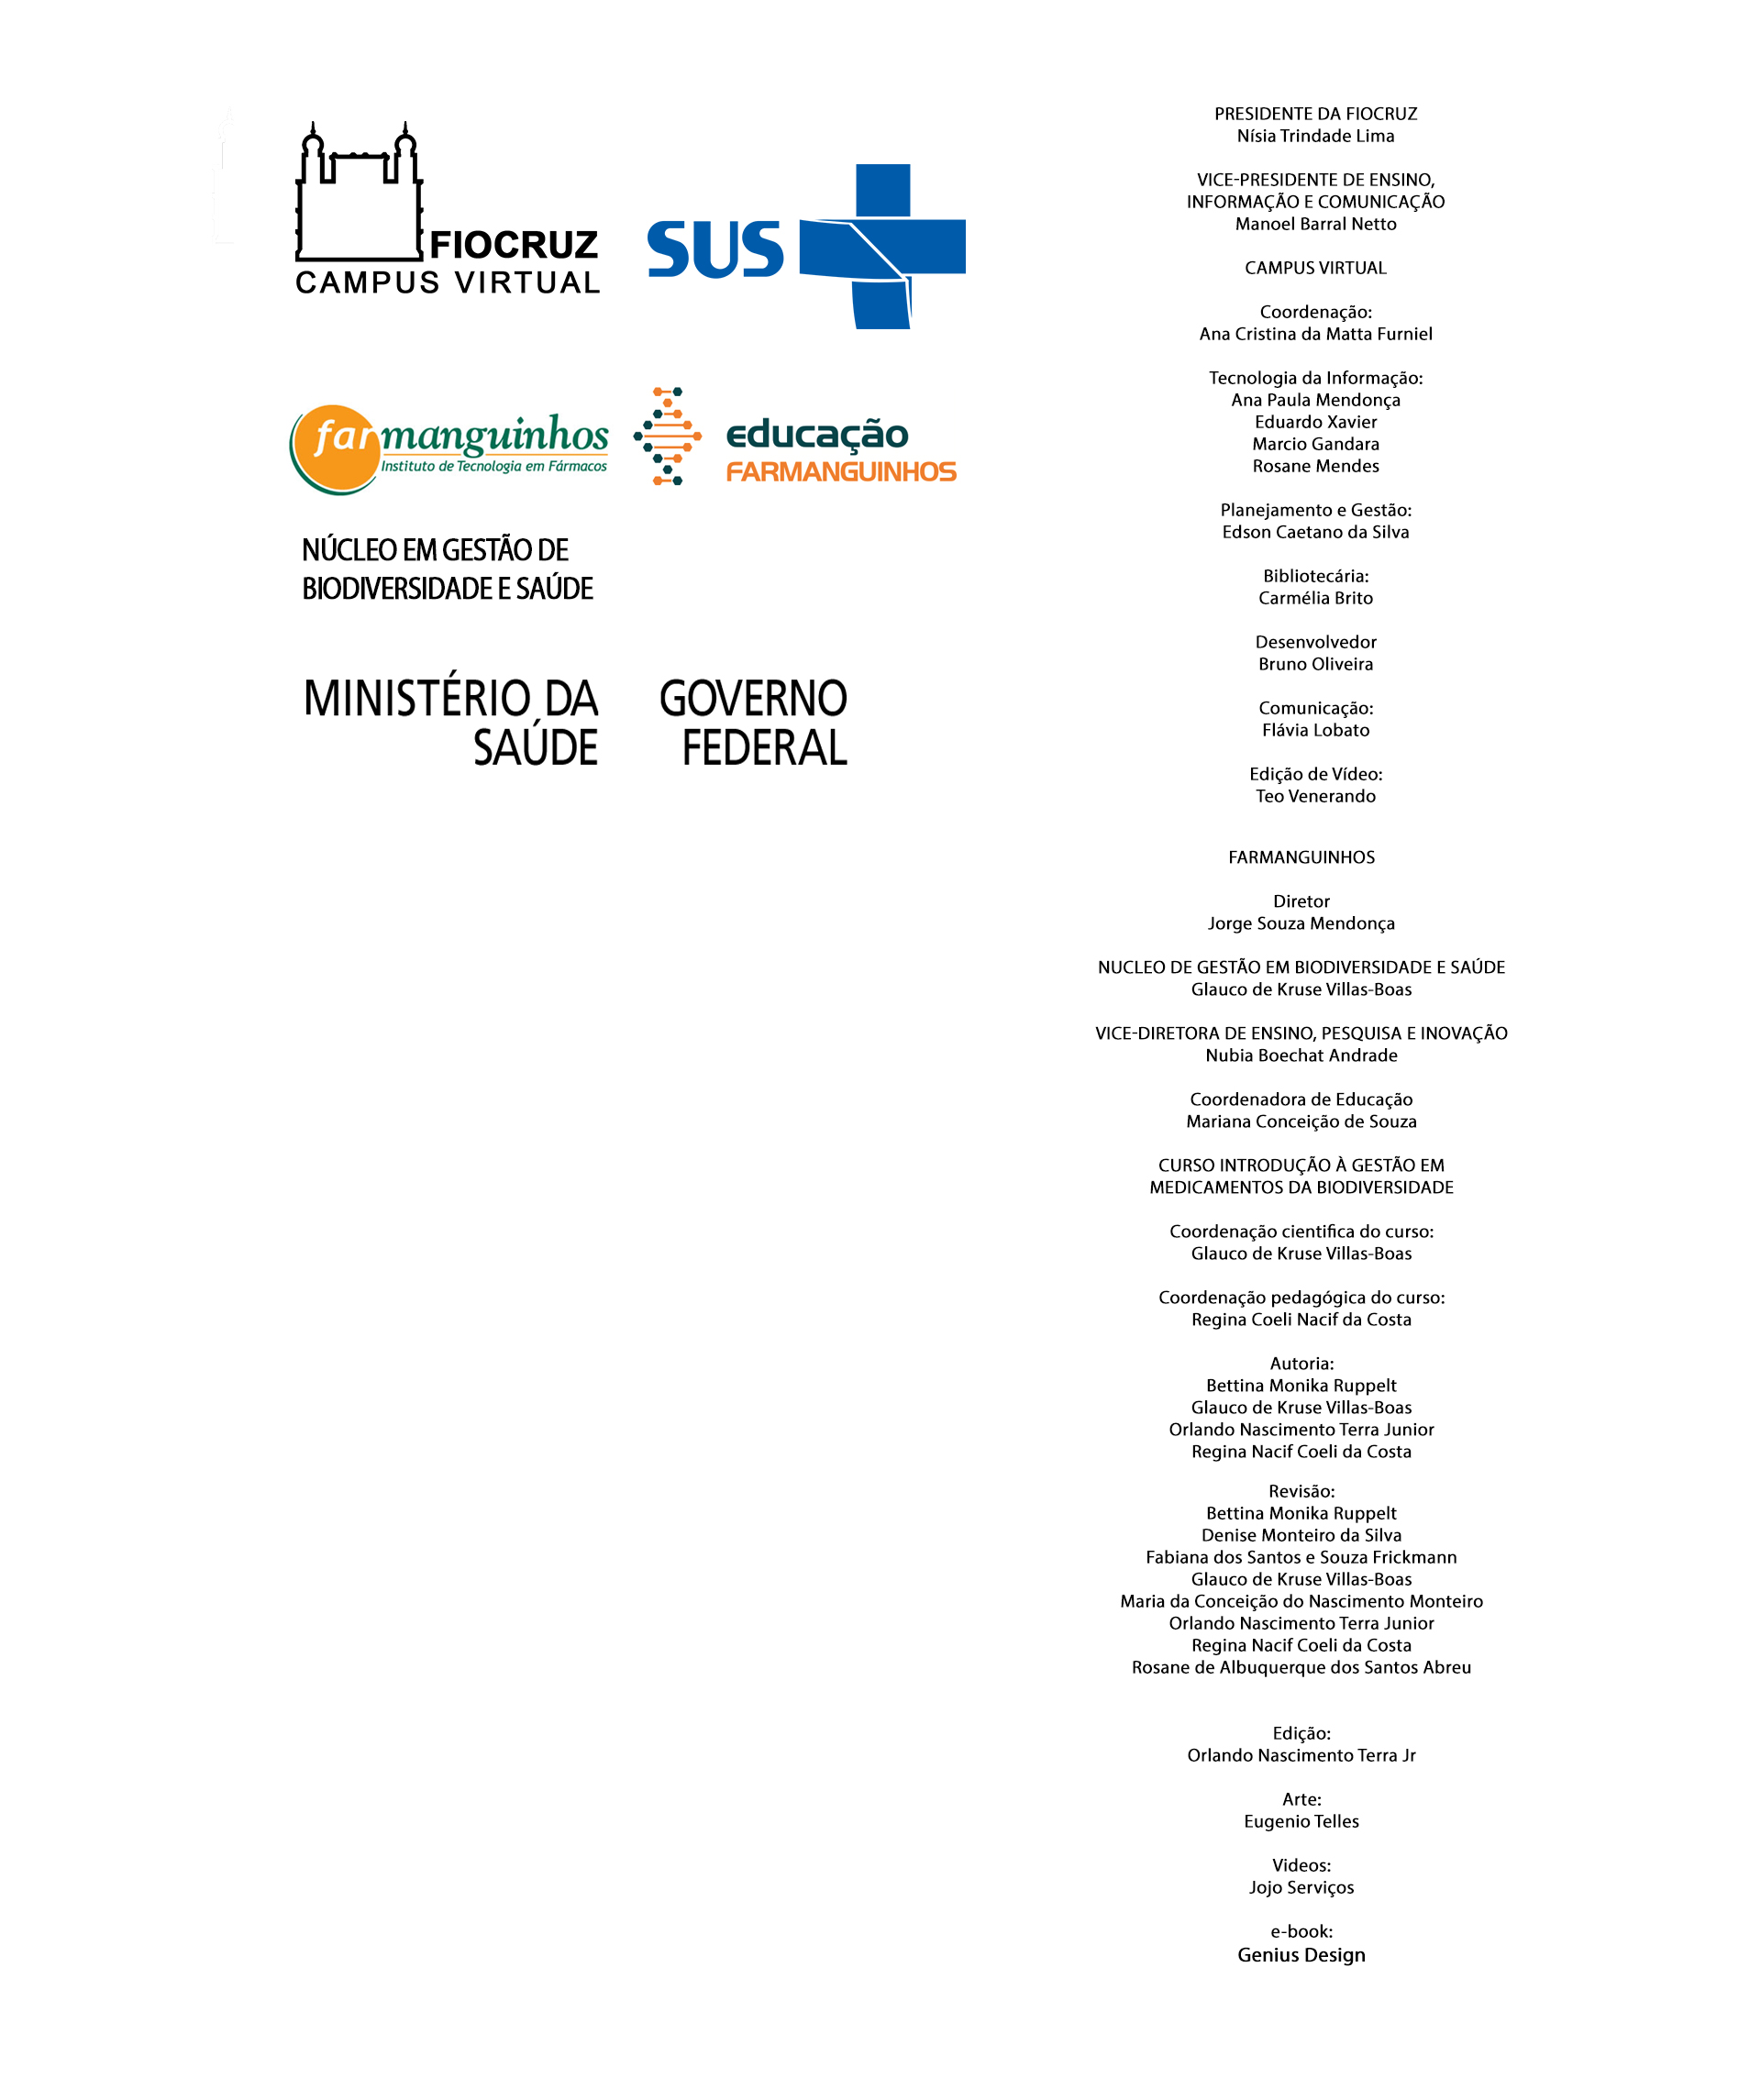 FIOCRUZ
CAMPUS VIRTUAL
SUS
farmanguinhos
Instituto de Tecnologia em Fármacos
educação
FARMANGUINHOS
NÚCLEO EM GESTÃO DE
BIODIVERSIDADE E SAÚDE
MINISTÉRIO DA
SAÚDE
GOVERNO
FEDERAL
PRESIDENTE DA FIOCRUZ
Nísia Trindade Lima
VICE-PRESIDENTE DE ENSINO,
INFORMAÇÃO E COMUNICAÇÃO
Manoel Barral Netto
CAMPUS VIRTUAL
Coordenação:
Ana Cristina da Matta Furniel
Tecnologia da Informação:
Ana Paula Mendonça
Eduardo Xavier
Marcio Gandara
Rosane Mendes
Planejamento e Gestão:
Edson Caetano da Silva
Bibliotecária:
Carmélia Brito
Desenvolvedor
Bruno Oliveira
Comunicação:
Flávia Lobato
Edição de Vídeo:
Teo Venerando
FARMANGUINHOS
Diretor
Jorge Souza Mendonça
NUCLEO DE GESTÃO EM BIODIVERSIDADE E SAÚDE
Glauco de Kruse Villas-Boas
VICE-DIRETORA DE ENSINO, PESQUISA E INOVAÇÃO
Nubia Boechat Andrade
Coordenadora de Educação
Mariana Conceição de Souza
CURSO INTRODUÇÃO À GESTÃO EM
MEDICAMENTOS DA BIODIVERSIDADE
Coordenação cientifica do curso:
Glauco de Kruse Villas-Boas
Coordenação pedagógica do curso:
Regina Coeli Nacif da Costa
Autoria:
Bettina Monika Ruppelt
Glauco de Kruse Villas-Boas
Orlando Nascimento Terra Junior
Regina Nacif Coeli da Costa
Revisão:
Bettina Monika Ruppelt
Denise Monteiro da Silva
Fabiana dos Santos e Souza Frickmann
Glauco de Kruse Villas-Boas
Maria da Conceição do Nascimento Monteiro
Orlando Nascimento Terra Junior
Regina Nacif Coeli da Costa
Rosane de Albuquerque dos Santos Abreu
Edição:
Orlando Nascimento Terra Jr
Arte:
Eugenio Telles
Videos:
Jojo Serviços
e-book:
Genius Design